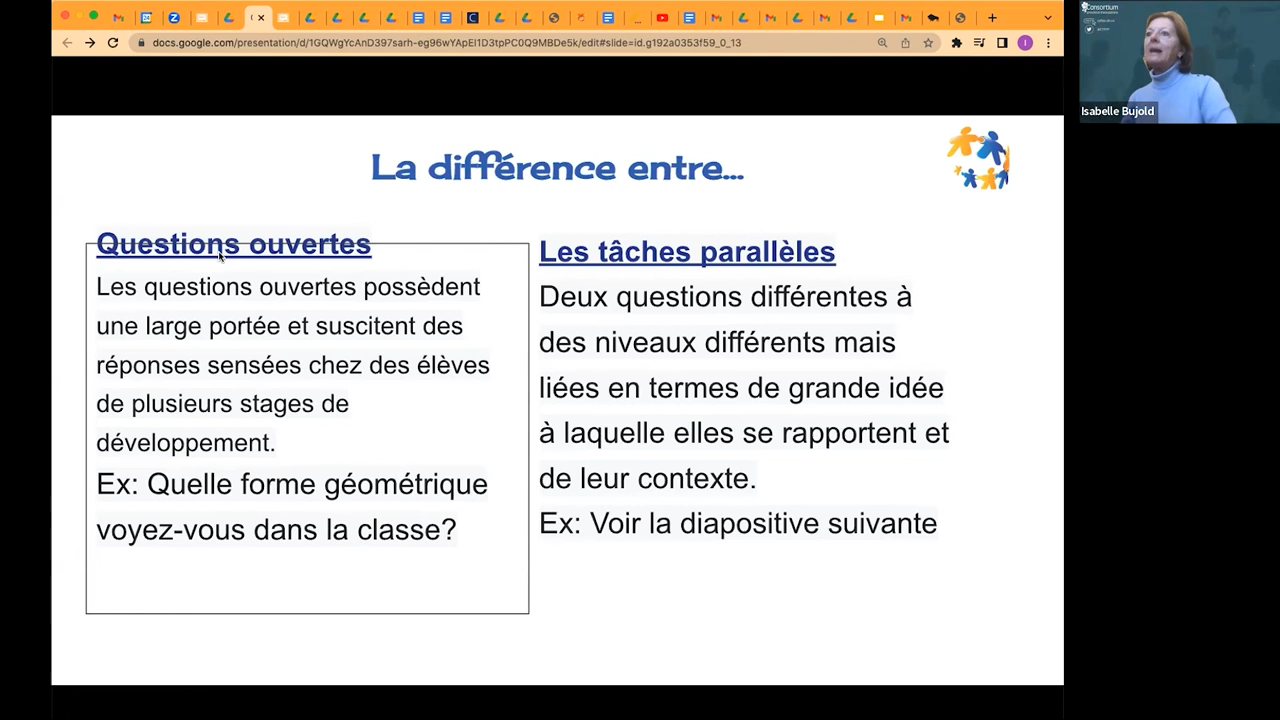 docs.google.com/presentation/d/1GQWgYcAnD397sarh-eg96wYApEl1D3tpPC0Q9MBDe5k/edit#slide=id.g192a0353f59_0_13
Consortium
Isabelle Bujold
La différence entre...
Questions ouvertes
Les questions ouvertes possèdent
une large portée et suscitent des
réponses sensées chez des élèves
de plusieurs stages de
développement.
Ex: Quelle forme géométrique
voyez-vous dans la classe?
Les tâches parallèles
Deux questions différentes à
des niveaux différents mais
liées en termes de grande idée
à laquelle elles se rapportent et
de leur contexte.
Ex: Voir la diapositive suivante